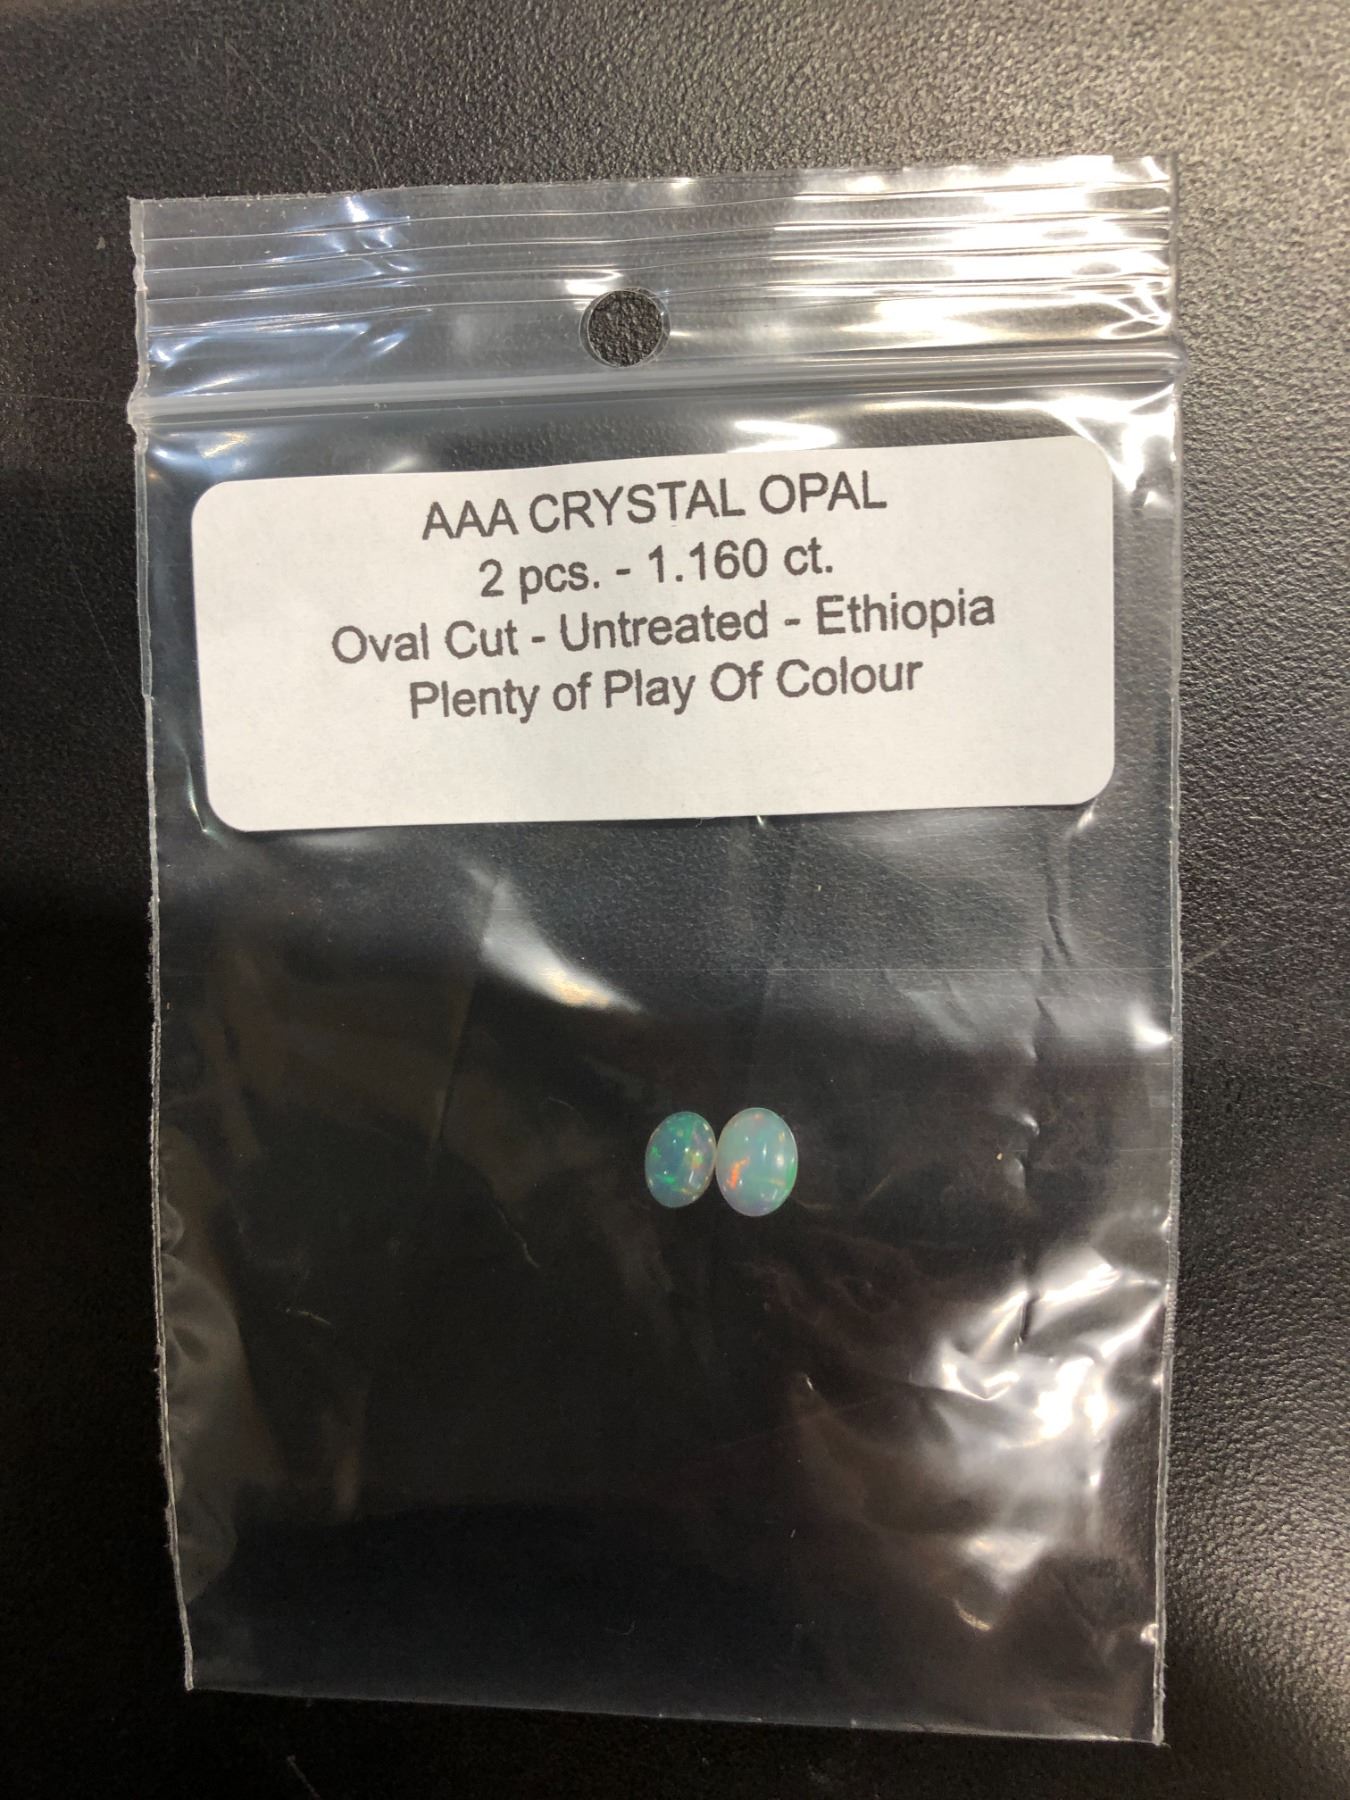 AAA CRYSTAL OPAL
2 pcs. - 1.160 ct.
Oval Cut - Untreated - Ethiopia
Plenty of Play Of Colour